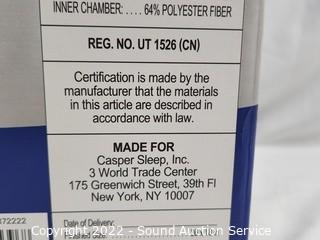 INNER CHAMBER: .... 64% POLYESTER FIBER
REG. NO. UT 1526 (CN)
Certification is made by the
manufacturer that the materials
in this article are described in
accordance with law.
MADE FOR
Casper Sleep, Inc.
3 World Trade Center
175 Greenwich Street, 39th Fl
New York, NY 10007
72222
Date of Delivery:
Copyright 2022 - Sound Auction Service